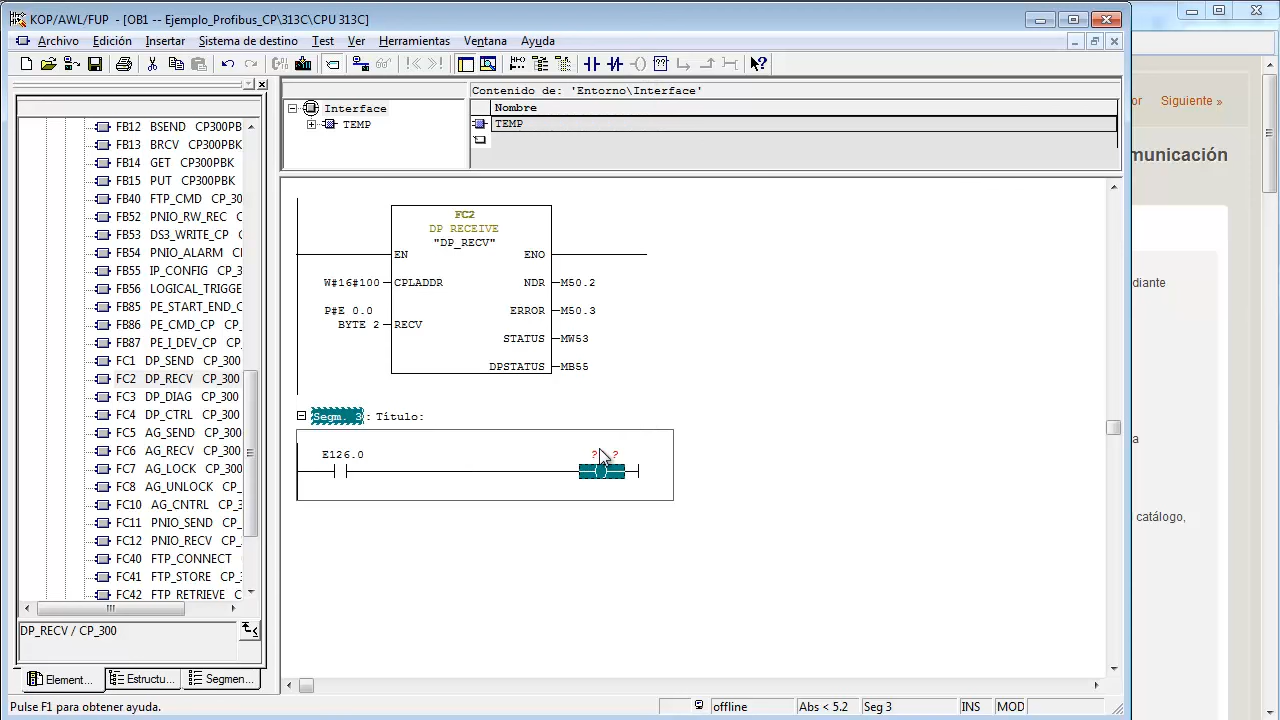 KOP/AWL/FUP - [OB1 -- Ejemplo_Profibus_CP\313C\CPU 313C]
Archivo Edición Insertar Sistema de destino Test Ver Herramientas Ventana Ayuda
Contenido de: 'Entorno\Interface'
Interface
TEMP
Nombre
TEMP
FB12 BSEND CP300PB
FB13 BRCV CP300PBK
FB14 GET CP300PBK
FB15 PUT CP300PBK
FB40 FTP_CMD CP_30
FB52 PNIO_RW_REC C
FB53 DS3_WRITE_CP
FB54 PNIO_ALARM C
FB55 IP_CONFIG CP_3
FB56 LOGICAL_TRIGGE
FB85 PE_START_END_C
FB86 PE_CMD_CP CP_
FB87 PE_I_DEV_CP C
FC1 DP_SEND CP_300
FC2 DP_RECV CP_300
FC3 DP_DIAG CP_300
FC4 DP_CTRL CP_300
FC5 AG_SEND CP_300
FC6 AG_RECV CP_300
FC7 AG_LOCK CP_300
FC8 AG_UNLOCK CP_3
FC10 AG_CNTRL CP_3
FC11 PNIO_SEND CP_
FC12 PNIO_RECV CP_
FC40 FTP_CONNECT
FC41 FTP_STORE C
FC42 FTP_RETRIEVE C
DP_RECV / CP_300
Element... Estructu... Segmen...
FC2
DP RECEIVE
"DP_RECV"
EN ENO
W#16#100 CPLADDR NDR M50.2
P#E 0.0 ERROR M50.3
BYTE 2 RECV
STATUS MW53
DPSTATUS MB55
Segm. 3 : Título:
E126.0
Pulse F1 para obtener ayuda. offline Abs < 5.2 Seg 3 INS MOD
or Siguiente »
municación
diante
a
catálogo,